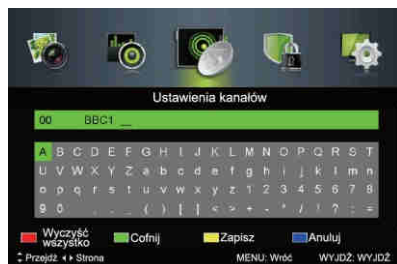 Ustawienia kanałów
00 BBC1 __
A B C D E F G H I J K L M N O P Q R S T
U V W X Y Z a b c d e f g h i j k l m n
o p q r s t u v w x y z 1 2 3 4 5 6 7 8
9 0 . _ ( ) [ ] < > + - * / ! ? : =
Wyczyść wszystko Cofnij Zapisz Anuluj
Przejdź Strona MENU: Wróć WYJDŹ: WYJDŹ